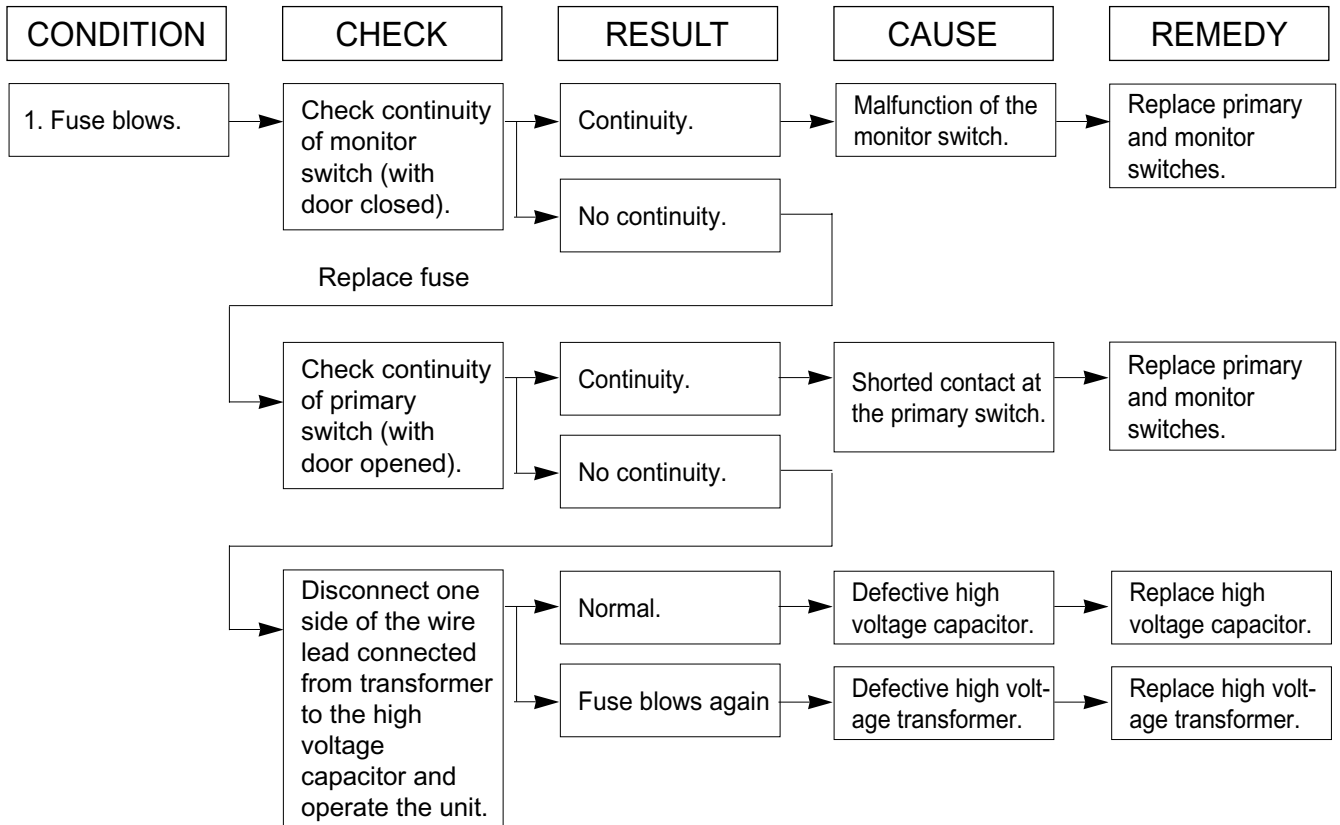 CONDITION
CHECK
RESULT
CAUSE
REMEDY
1. Fuse blows.
Check continuity
of monitor
switch (with
door closed).
Continuity.
Malfunction of the
monitor switch.
Replace primary
and monitor
switches.
No continuity.
Replace fuse
Check continuity
of primary
switch (with
door opened).
Continuity.
Shorted contact at
the primary switch.
Replace primary
and monitor
switches.
No continuity.
Disconnect one
side of the wire
lead connected
from transformer
to the high
voltage
capacitor and
operate the unit.
Normal.
Defective high
voltage capacitor.
Replace high
voltage capacitor.
Fuse blows again
Defective high volt-
age transformer.
Replace high volt-
age transformer.